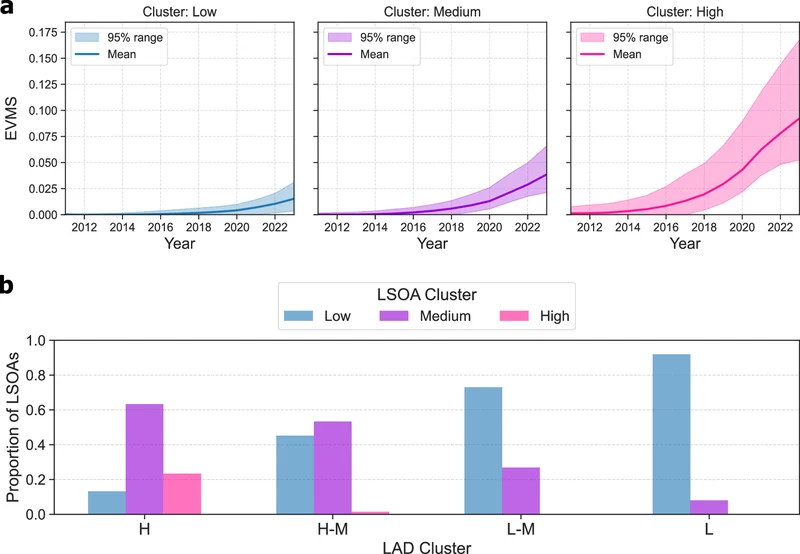 a
Cluster: Low
Cluster: Medium
Cluster: High
EVMS
0.175
0.150
0.125
0.100
0.075
0.050
0.025
0.000
95% range
Mean
95% range
Mean
95% range
Mean
2012 2014 2016 2018 2020 2022
2012 2014 2016 2018 2020 2022
2012 2014 2016 2018 2020 2022
Year
Year
Year
b
LSOA Cluster
Low Medium High
Proportion of LSOAs
1.0
0.8
0.6
0.4
0.2
0.0
H H-M L-M L
LAD Cluster